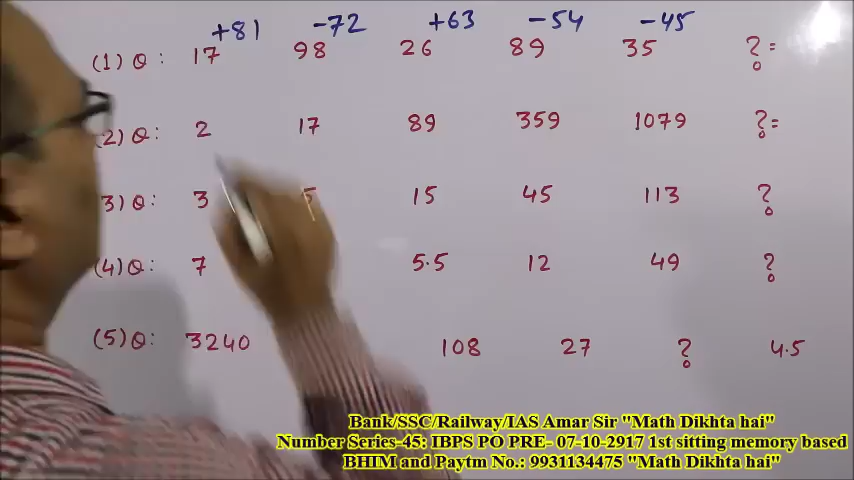 +81 -72 +63 -54 -45
(1) Q: 17 98 26 89 35 ?=
2) Q: 2 17 89 359 1079 ?=
3) Q: 3 5 15 45 113 ?
(4) Q: 7 5.5 12 49 ?
(5) Q: 3240 108 27 ? 4.5
Bank/SSC/Railway/IAS Amar Sir "Math Dikhta hai"
Number Series-45: IBPS PO PRE- 07-10-2917 1st sitting memory based
BHIM and Paytm No.: 9931134475 "Math Dikhta hai"